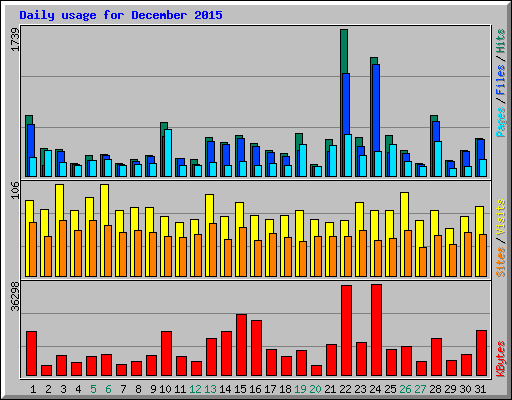 Daily usage for December 2015
1739
Pages / Files / Hits
106
Sites / Visits
36298
KBytes
1 2 3 4 5 6 7 8 9 10 11 12 13 14 15 16 17 18 19 20 21 22 23 24 25 26 27 28 29 30 31